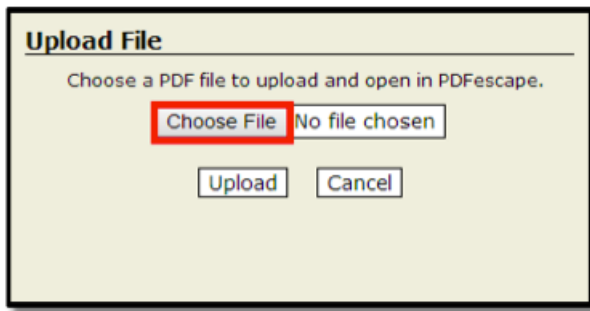 Upload File
Choose a PDF file to upload and open in PDFescape.
Choose File No file chosen
Upload Cancel